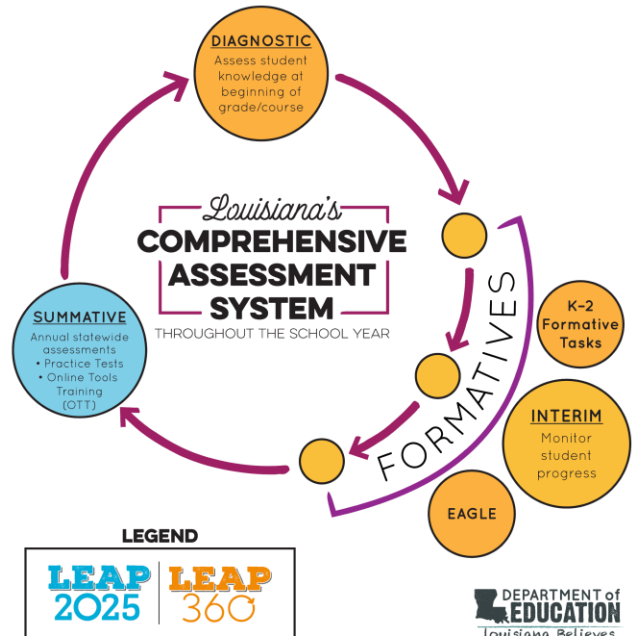 DIAGNOSTIC
Assess student
knowledge at
beginning of
grade/course
Louisiana's
COMPREHENSIVE
ASSESSMENT
SYSTEM
THROUGHOUT THE SCHOOL YEAR
SUMMATIVE
Annual statewide
assessments
• Practice Tests
• Online Tools
Training
(OTT)
FORMATIVES
K–2
Formative
Tasks
INTERIM
Monitor
student
progress
EAGLE
LEGEND
LEAP
2025
LEAP
360
DEPARTMENT of
EDUCATION
Louisiana Believes